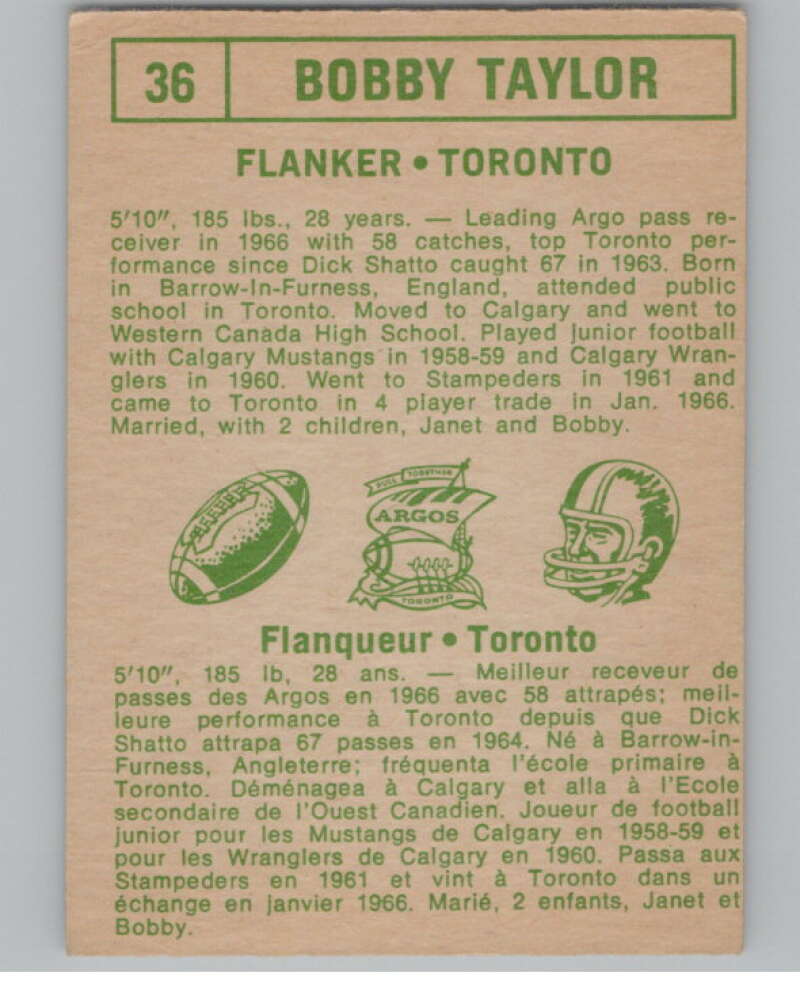 36 BOBBY TAYLOR
FLANKER • TORONTO
5'10", 185 lbs., 28 years. — Leading Argo pass re-
ceiver in 1966 with 58 catches, top Toronto per-
formance since Dick Shatto caught 67 in 1963. Born
in Barrow-In-Furness, England, attended public
school in Toronto. Moved to Calgary and went to
Western Canada High School. Played junior football
with Calgary Mustangs in 1958-59 and Calgary Wran-
glers in 1960. Went to Stampeders in 1961 and
came to Toronto in 4 player trade in Jan. 1966.
Married, with 2 children, Janet and Bobby.
PULL TOGETHER
ARGOS
TORONTO
Flanqueur • Toronto
5'10", 185 lb, 28 ans. — Meilleur receveur de
passes des Argos en 1966 avec 58 attrapés; meil-
leure performance à Toronto depuis que Dick
Shatto attrapa 67 passes en 1964. Né à Barrow-in-
Furness, Angleterre; fréquenta l'école primaire à
Toronto. Déménagea à Calgary et alla à l'Ecole
secondaire de l'Ouest Canadien. Joueur de football
junior pour les Mustangs de Calgary en 1958-59 et
pour les Wranglers de Calgary en 1960. Passa aux
Stampeders en 1961 et vint à Toronto dans un
échange en janvier 1966. Marié, 2 enfants, Janet et
Bobby.